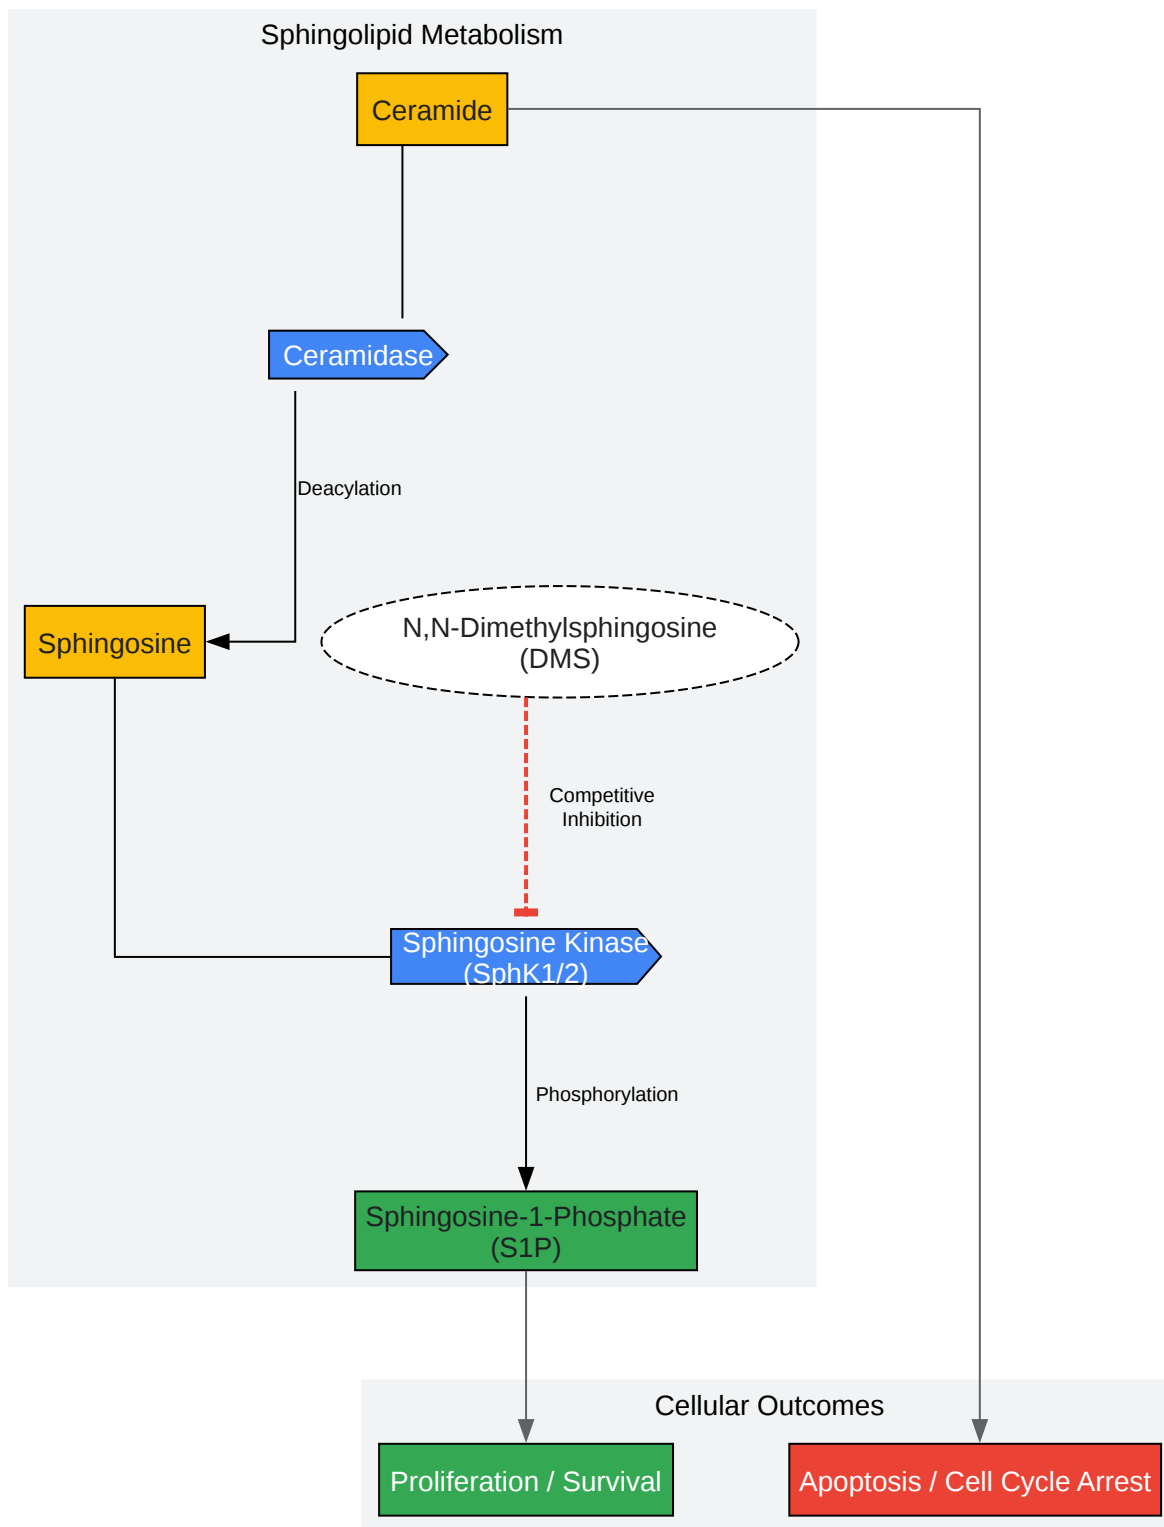 Sphingolipid Metabolism
Ceramide
Ceramidase
Deacylation
Sphingosine
N,N-Dimethylsphingosine
(DMS)
Competitive
Inhibition
Sphingosine Kinase
(SphK1/2)
Phosphorylation
Sphingosine-1-Phosphate
(S1P)
Cellular Outcomes
Proliferation / Survival
Apoptosis / Cell Cycle Arrest